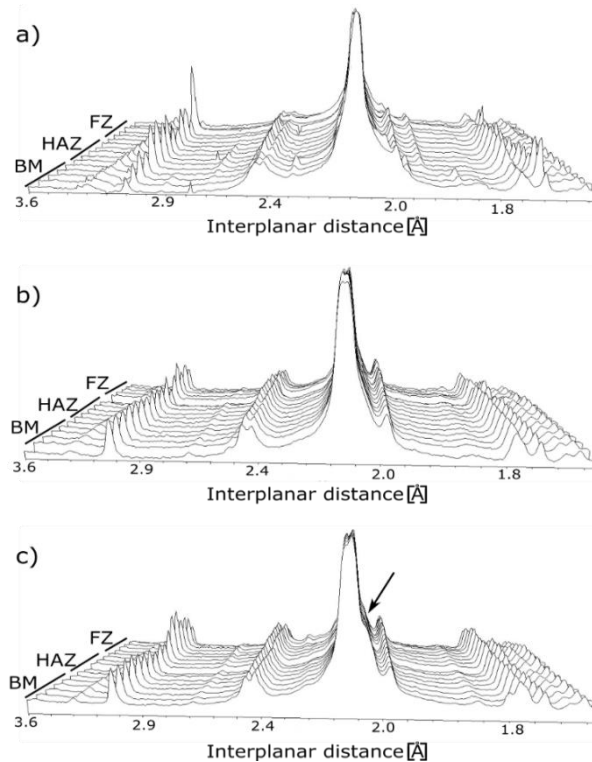 a)
FZ
HAZ
BM
3.6 2.9 2.4 2.0 1.8
Interplanar distance[Å]
b)
FZ
HAZ
BM
3.6 2.9 2.4 2.0 1.8
Interplanar distance[Å]
c)
FZ
HAZ
BM
3.6 2.9 2.4 2.0 1.8
Interplanar distance[Å]